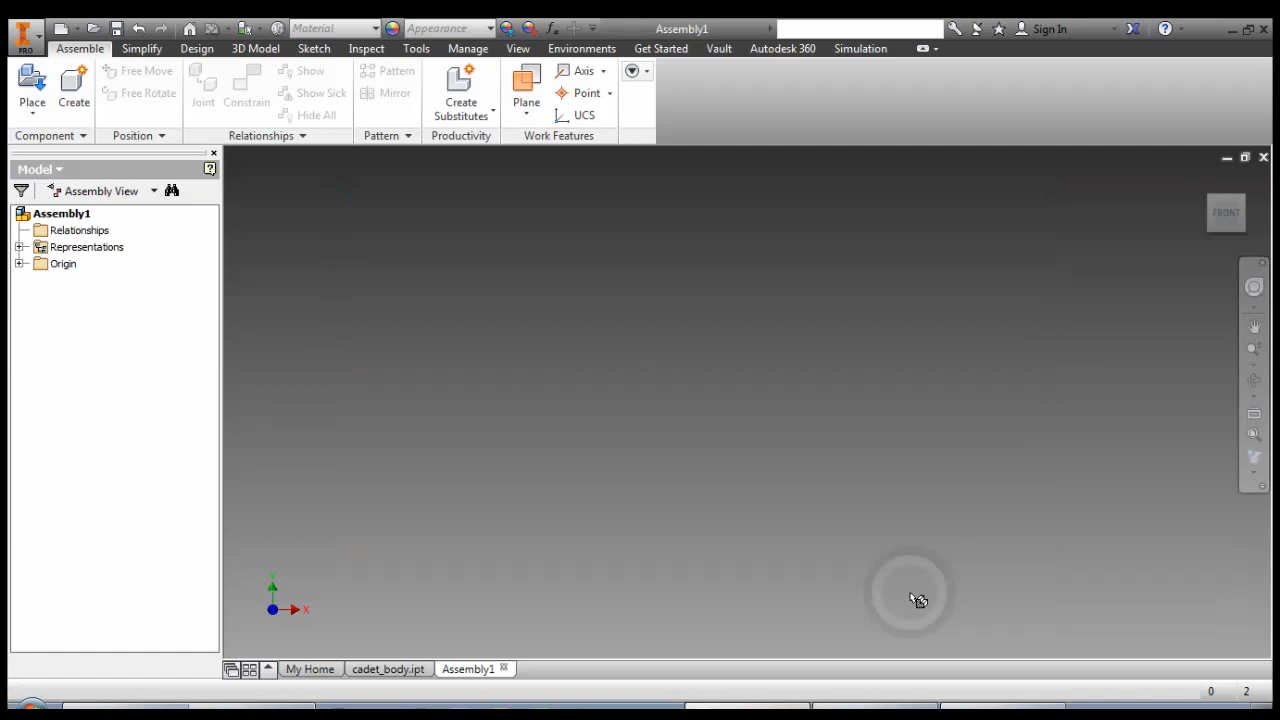 Material Appearance Assembly1 Sign In
PRO Assemble Simplify Design 3D Model Sketch Inspect Tools Manage View Environments Get Started Vault Autodesk 360 Simulation
Free Move Show Pattern Axis
Free Rotate Show Sick Mirror Point
Place Create Joint Constrain Hide All Create Substitutes Plane UCS
Component Position Relationships Pattern Productivity Work Features
Model
Assembly View
Assembly1
Relationships
Representations
Origin
FRONT
Y
X
My Home cadet_body.ipt Assembly1
0 2